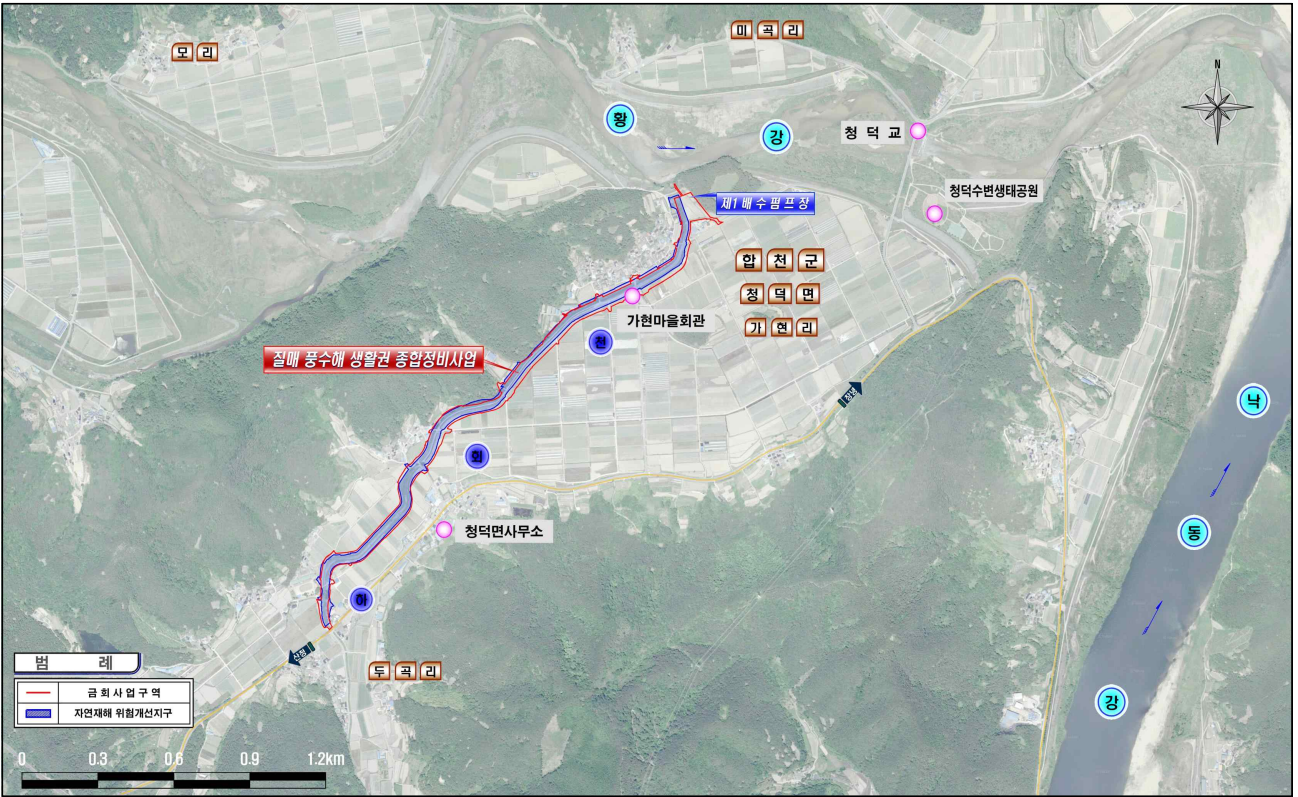 모리
미곡리
N
황
강
청 덕 교
청덕수변생태공원
제1배수펌프장
합천군
청덕면
가현리
가현마을회관
천
질매 풍수해 생활권 종합정비사업
회
청덕면사무소
하
두곡리
낙
동
강
범 례
금회사업구역
자연재해 위험개선지구
0 0.3 0.6 0.9 1.2km